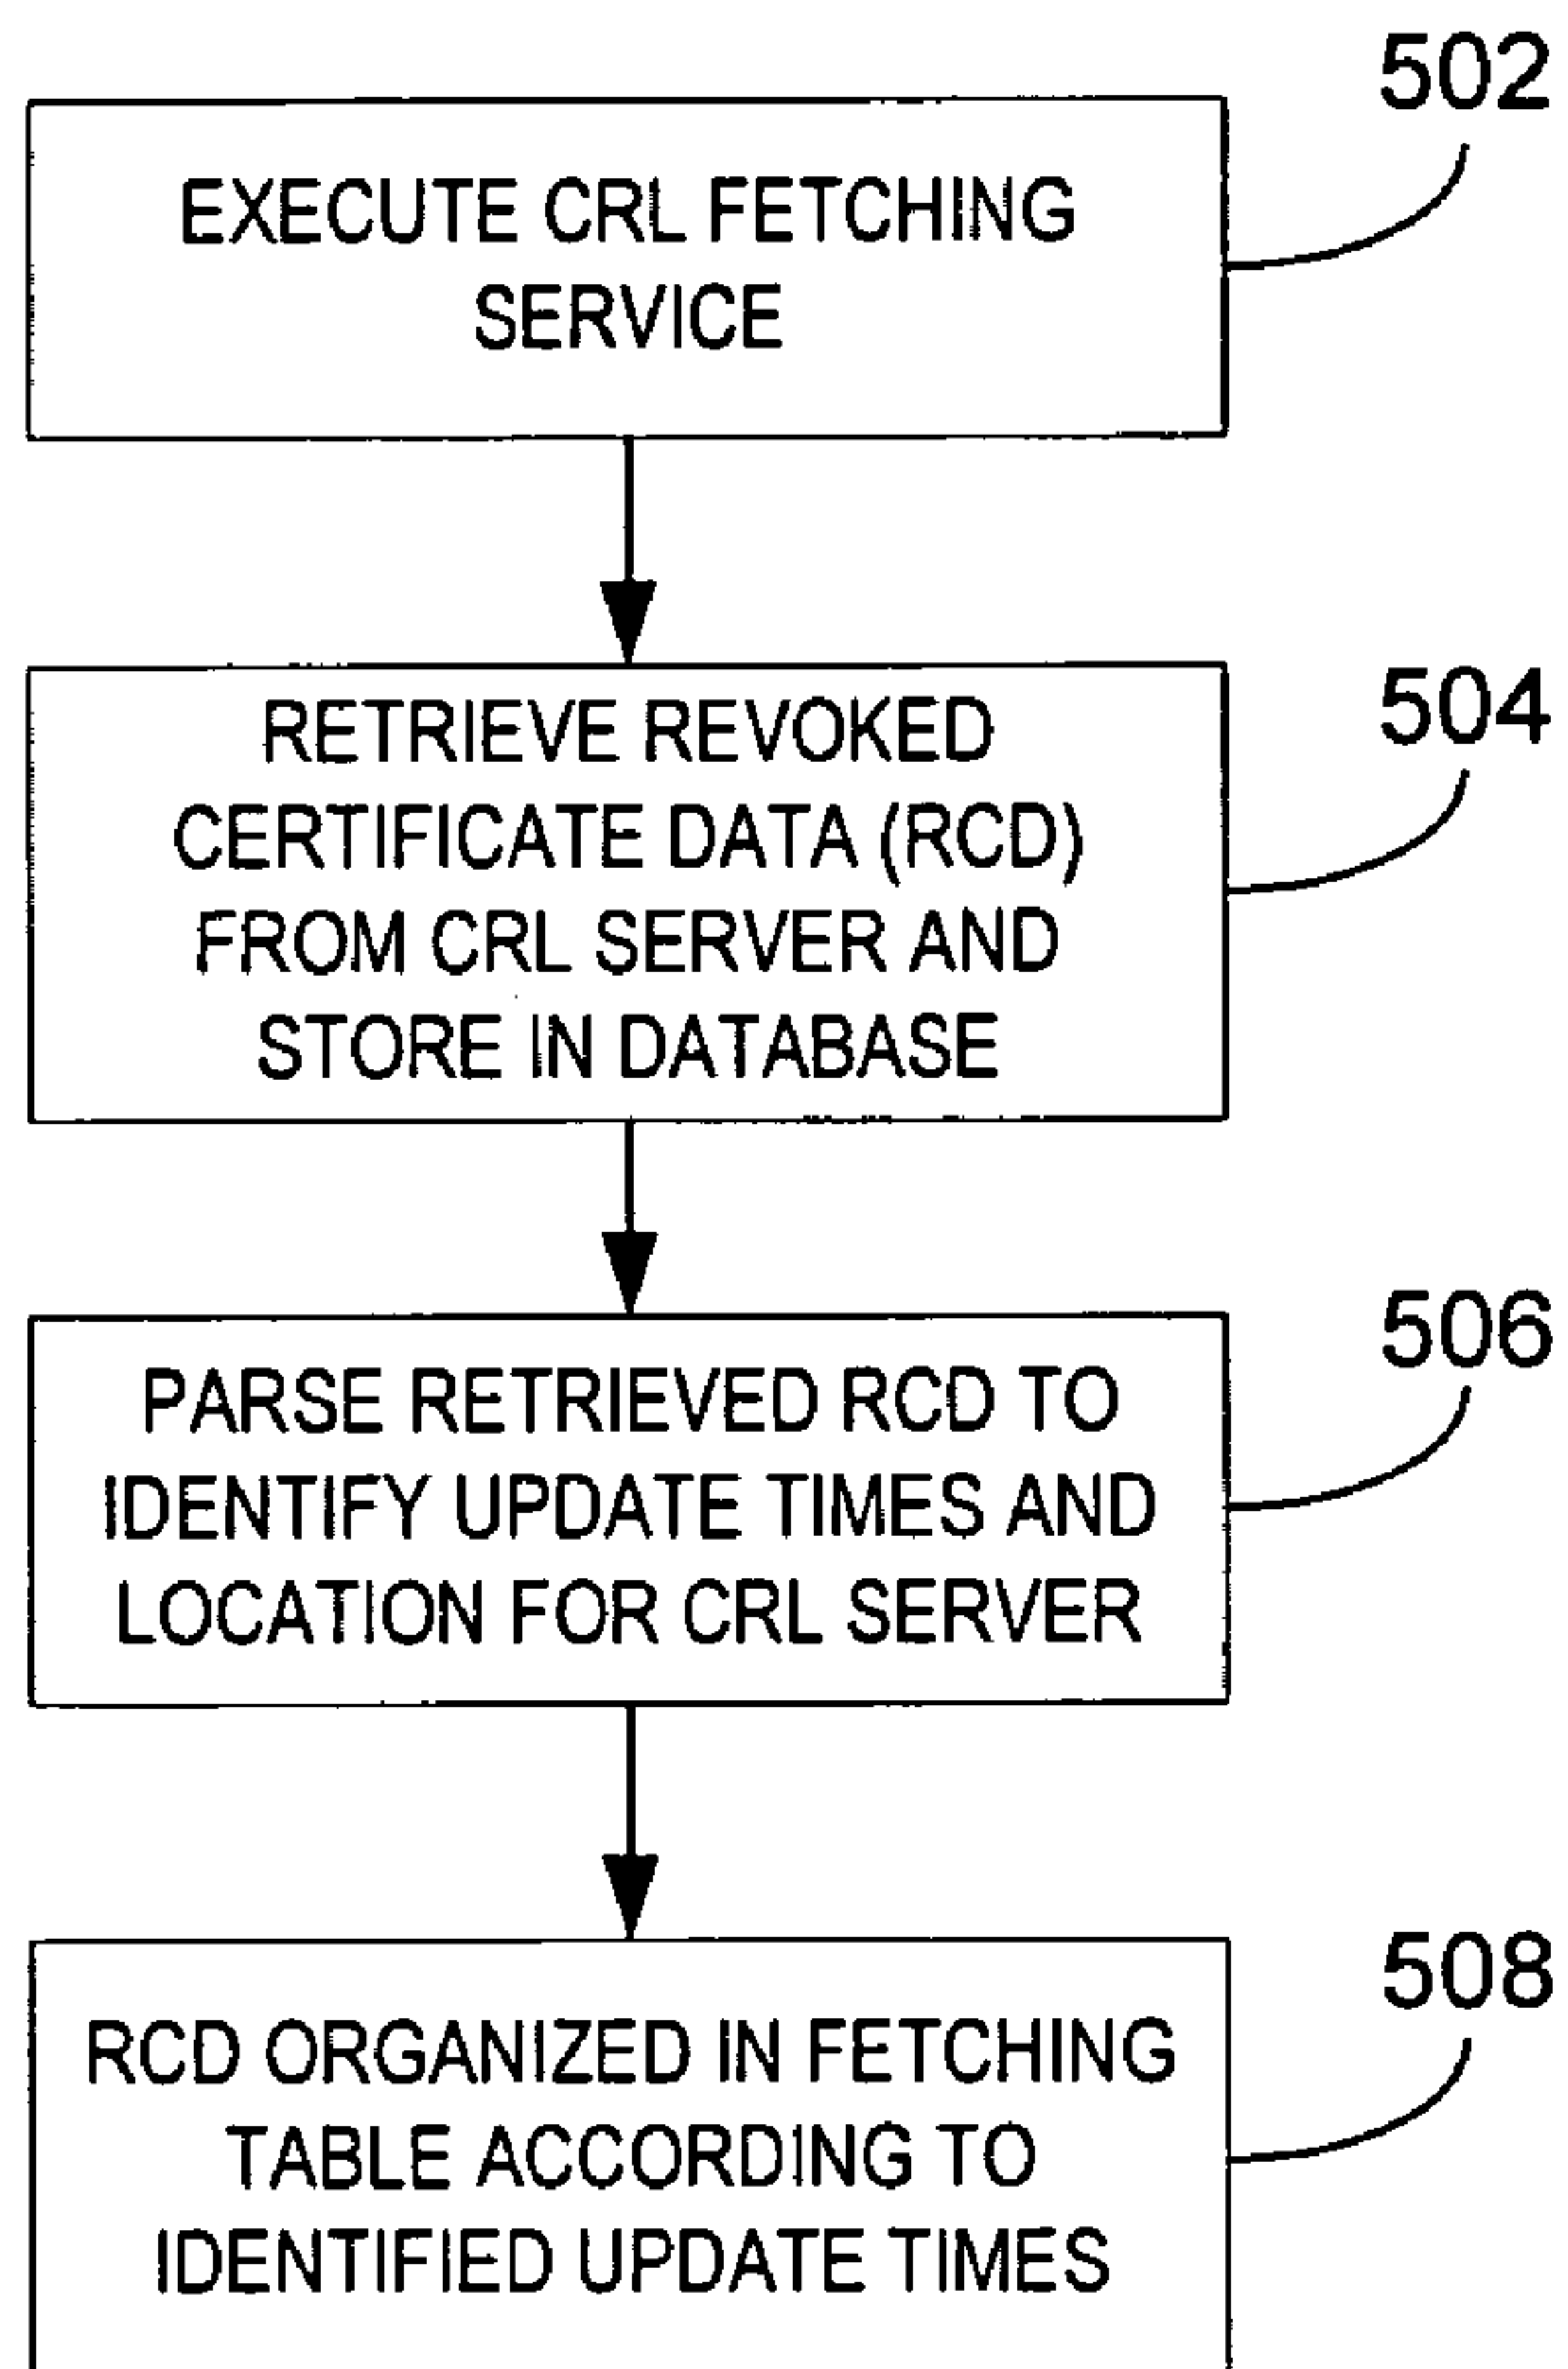 502
EXECUTE CRL FETCHING
SERVICE
504
RETRIEVE REVOKED
CERTIFICATE DATA (RCD)
FROM CRL SERVER AND
STORE IN DATABASE
506
PARSE RETRIEVED RCD TO
IDENTIFY UPDATE TIMES AND
LOCATION FOR CRL SERVER
508
RCD ORGANIZED IN FETCHING
TABLE ACCORDING TO
IDENTIFIED UPDATE TIMES